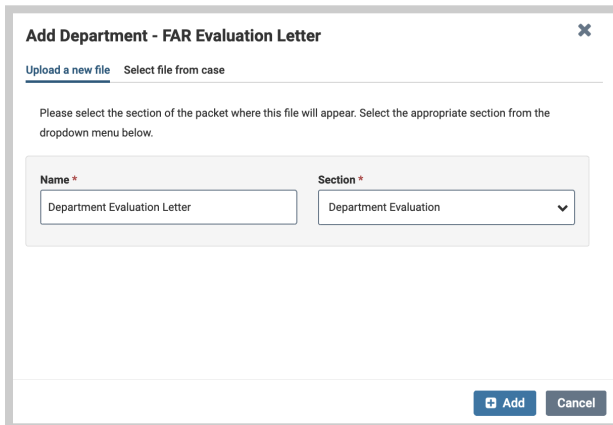 Add Department - FAR Evaluation Letter
Upload a new file Select file from case
Please select the section of the packet where this file will appear. Select the appropriate section from the
dropdown menu below.
Name * Section *
Department Evaluation Letter Department Evaluation
Add Cancel